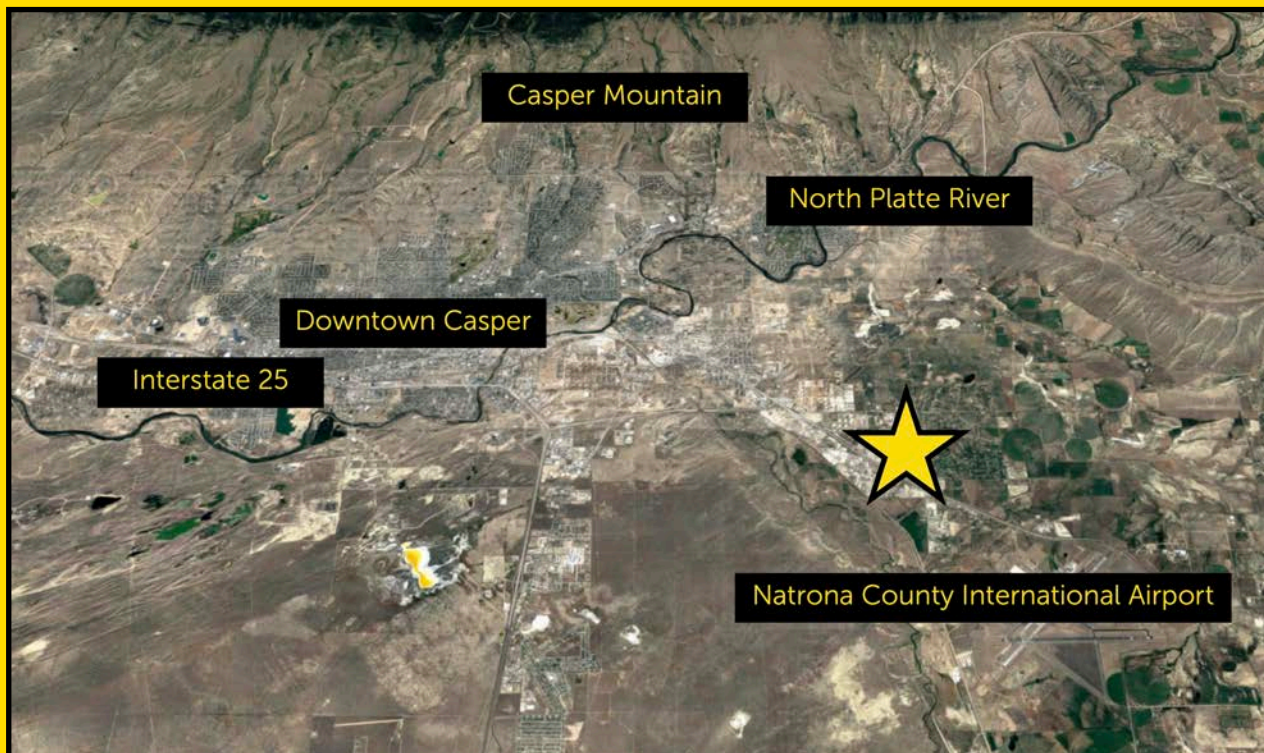 Casper Mountain
North Platte River
Downtown Casper
Interstate 25
Natrona County International Airport